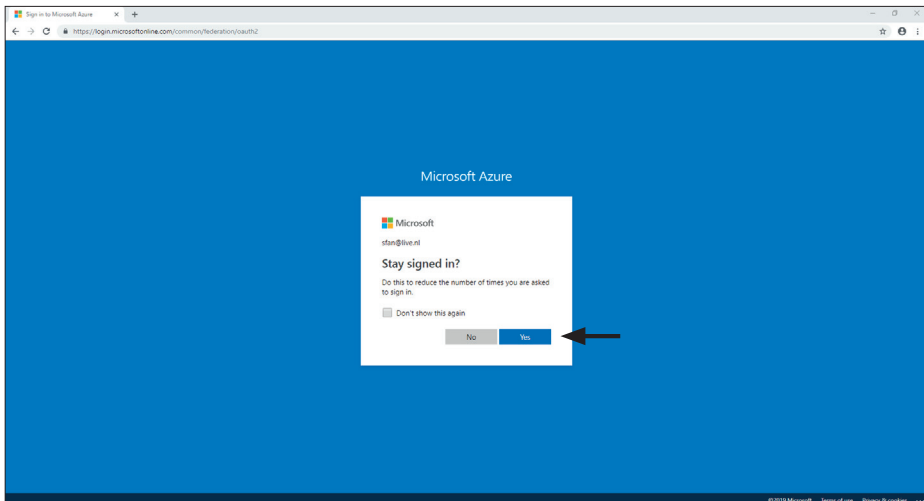 Sign in to Microsoft Azure
https://login.microsoftonline.com/common/federation/oauth2
Microsoft Azure
Microsoft
sfan@live.nl
Stay signed in?
Do this to reduce the number of times you are asked
to sign in.
Don't show this again
No Yes
©2019 Microsoft Terms of use Privacy & cookies ...